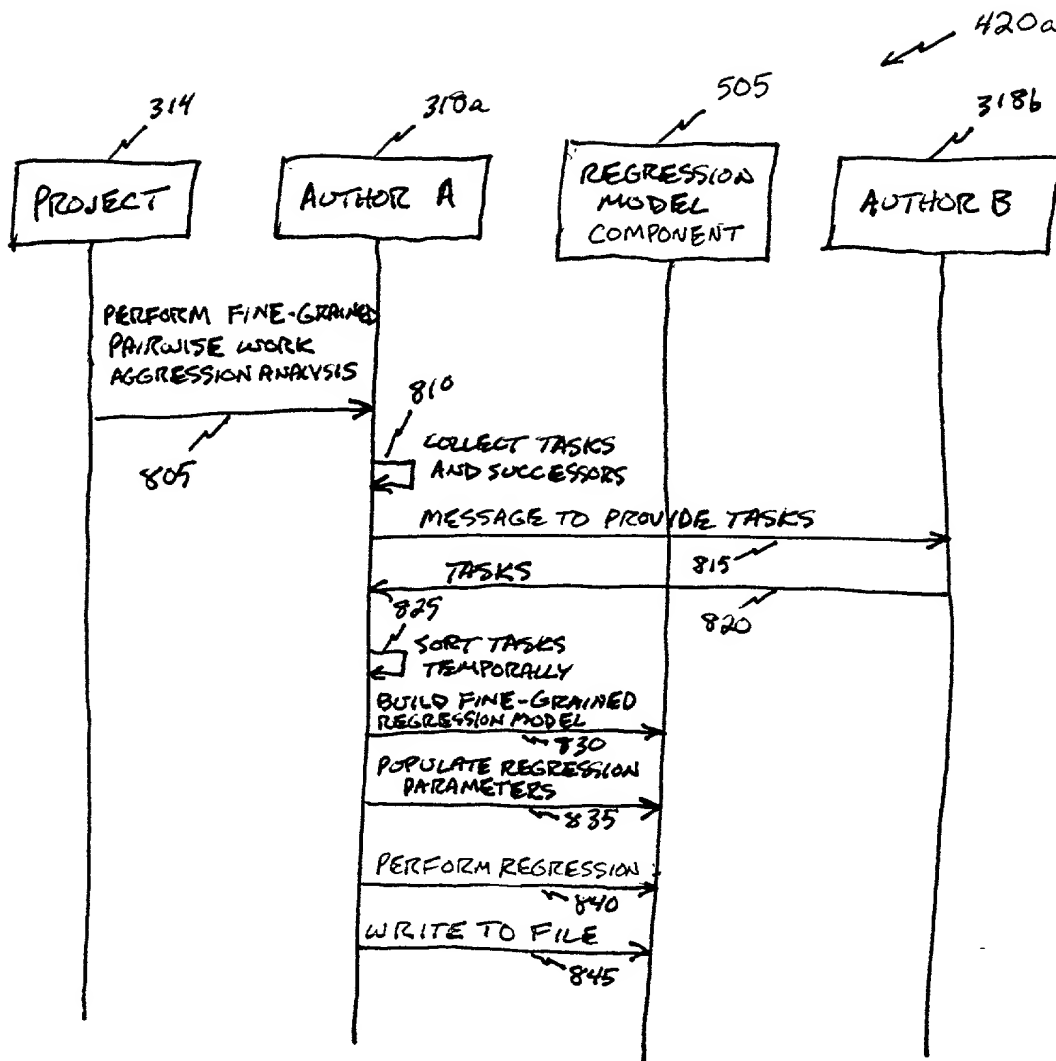 420a
314
318a
505
318b
PROJECT
AUTHOR A
REGRESSION
MODEL
COMPONENT
AUTHOR B
PERFORM FINE-GRAINED
PAIRWISE WORK
AGGRESSION ANALYSIS
805
810
COLLECT TASKS
AND SUCCESSORS
MESSAGE TO PROVIDE TASKS
815
TASKS
820
825
SORT TASKS
TEMPORALLY
BUILD FINE-GRAINED
REGRESSION MODEL
830
POPULATE REGRESSION
PARAMETERS
835
PERFORM REGRESSION
840
WRITE TO FILE
845